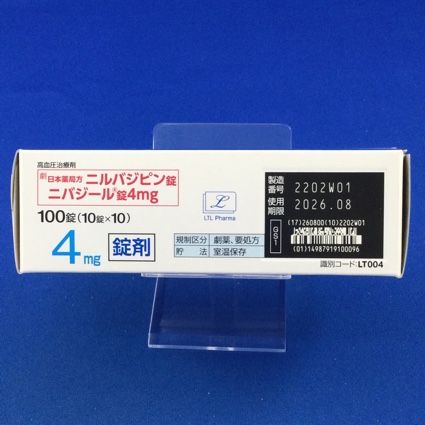 高血圧治療剤
劇 日本薬局方 ニルバジピン錠
ニバジール®錠4mg
100錠(10錠×10)
4mg 錠剤
L
LTL Pharma
規制区分 劇薬、要処方
貯法 室温保存
製造番号 2202W01
使用期限 2026.08
GS1
(17)260800(10)2202W01
(01)14987919100096
識別コード:LT004